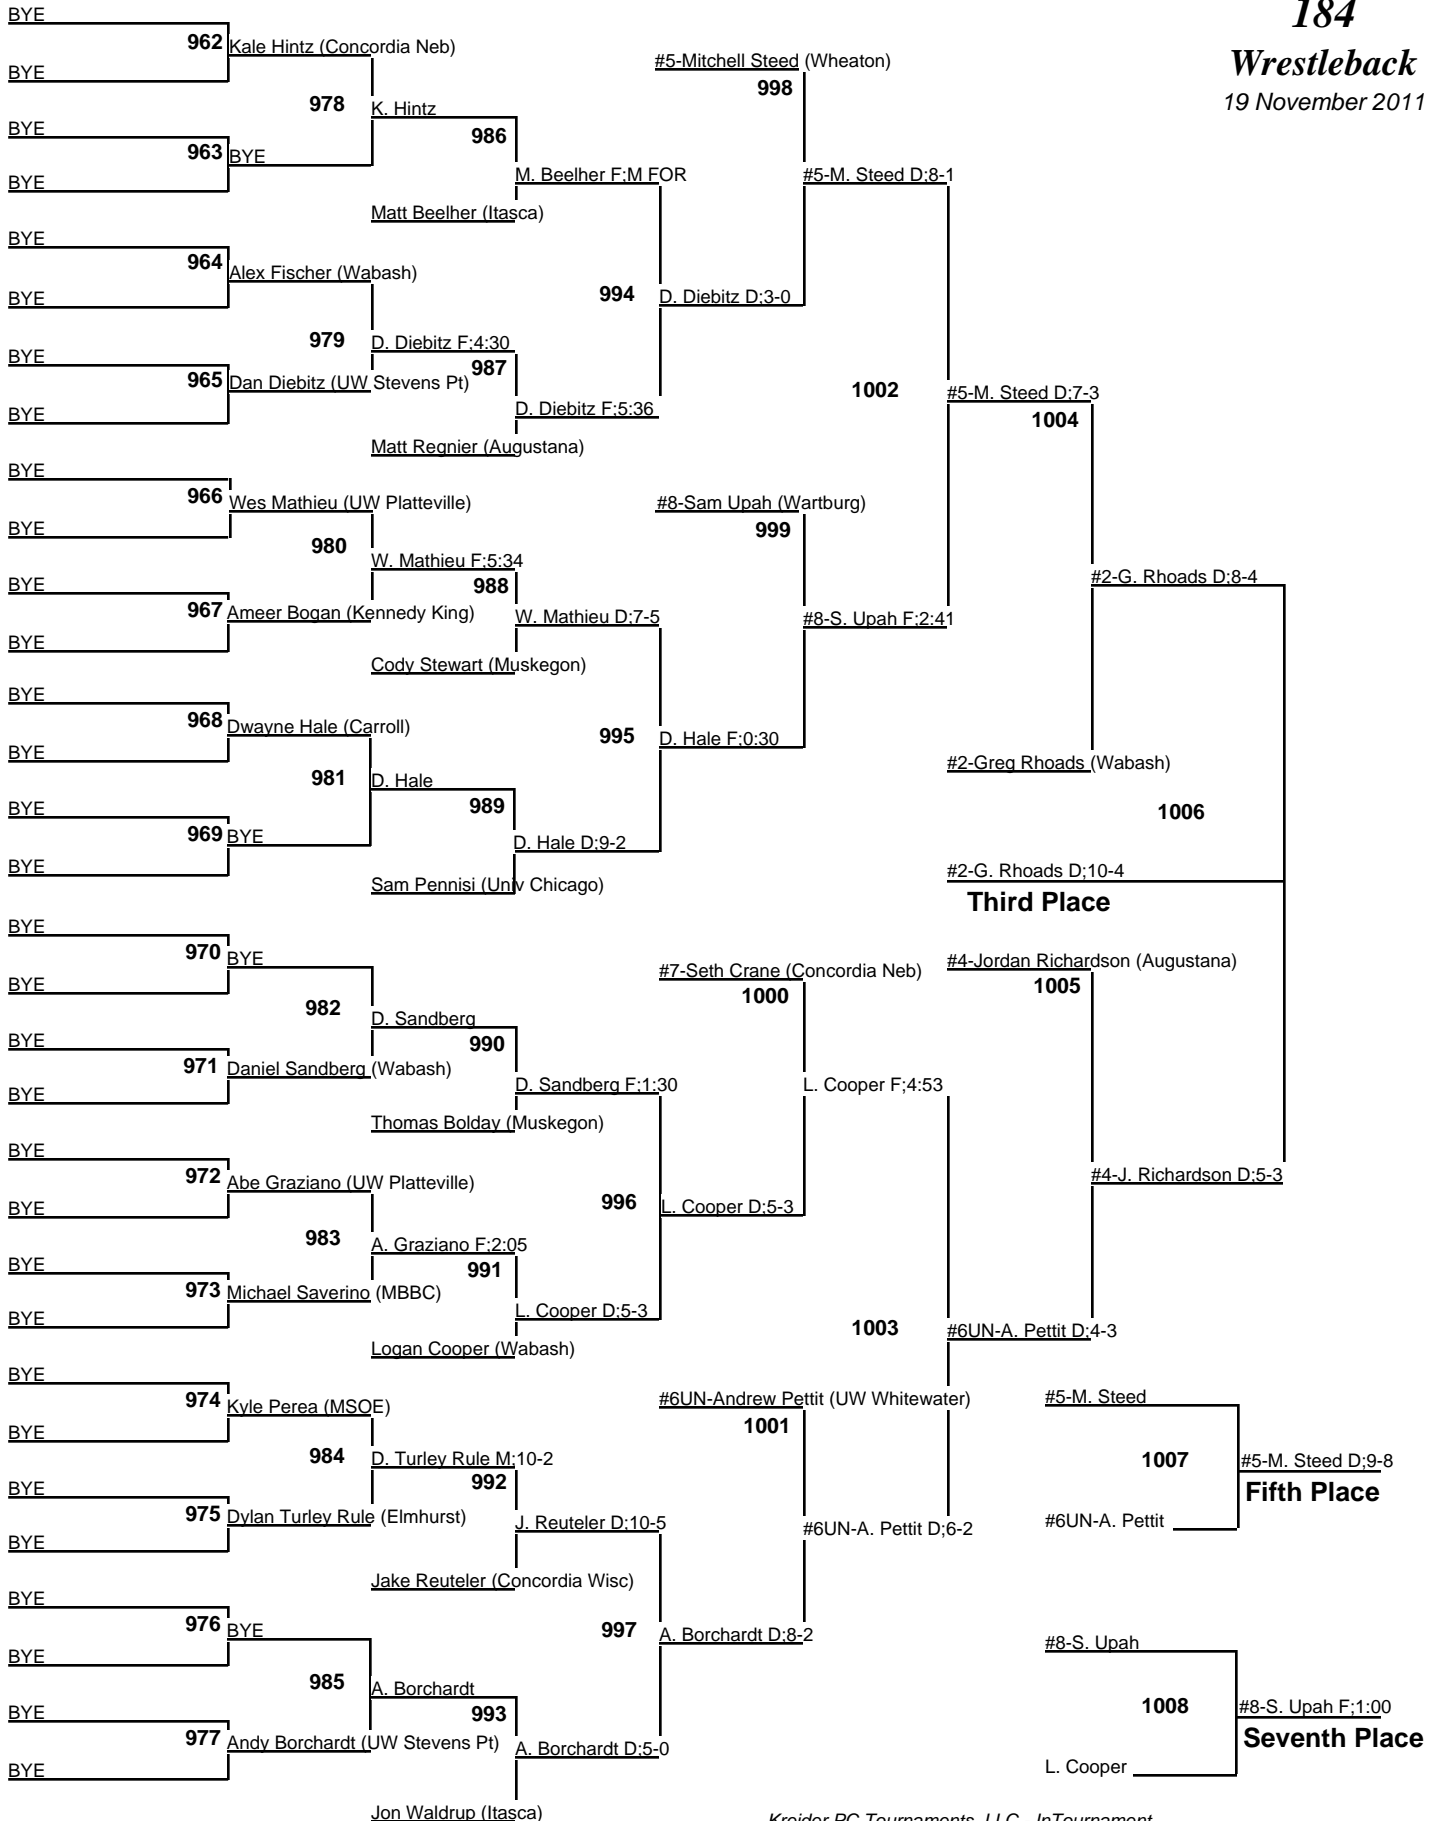 184
Wrestleback
19 November 2011
BYE
962 Kale Hintz (Concordia Neb)
#5-Mitchell Steed (Wheaton)
BYE
998
978 K. Hintz
BYE
986
963 BYE
BYE
M. Beelher F;M FOR
#5-M. Steed D;8-1
Matt Beelher (Itasca)
BYE
964 Alex Fischer (Wabash)
BYE
994 D. Diebitz D;3-0
979 D. Diebitz F;4:30
BYE
987
965 Dan Diebitz (UW Stevens Pt)
1002 #5-M. Steed D;7-3
BYE
D. Diebitz F;5:36
1004
Matt Regnier (Augustana)
BYE
966 Wes Mathieu (UW Platteville)
#8-Sam Upah (Wartburg)
BYE
999
980 W. Mathieu F;5:34
#2-G. Rhoads D;8-4
BYE
988
967 Ameer Bogan (Kennedy King)
W. Mathieu D;7-5
#8-S. Upah F;2:41
BYE
Cody Stewart (Muskegon)
BYE
968 Dwayne Hale (Carroll)
995 D. Hale F;0:30
BYE
#2-Greg Rhoads (Wabash)
981 D. Hale
989
BYE
1006
969 BYE
D. Hale D;9-2
BYE
#2-G. Rhoads D;10-4
Sam Pennisi (Univ Chicago)
Third Place
BYE
970 BYE
#7-Seth Crane (Concordia Neb)
#4-Jordan Richardson (Augustana)
BYE
1000
1005
982 D. Sandberg
BYE
990
971 Daniel Sandberg (Wabash)
D. Sandberg F;1:30
L. Cooper F;4:53
BYE
Thomas Bolday (Muskegon)
BYE
972 Abe Graziano (UW Platteville)
#4-J. Richardson D;5-3
BYE
996 L. Cooper D;5-3
983 A. Graziano F;2:05
BYE
991
973 Michael Saverino (MBBC)
L. Cooper D;5-3
BYE
1003 #6UN-A. Pettit D;4-3
Logan Cooper (Wabash)
BYE
974 Kyle Perea (MSOE)
#6UN-Andrew Pettit (UW Whitewater)
#5-M. Steed
BYE
1001
984 D. Turley Rule M;10-2
1007 #5-M. Steed D;9-8
BYE
992
Fifth Place
975 Dylan Turley Rule (Elmhurst)
J. Reuteler D;10-5
#6UN-A. Pettit D;6-2
#6UN-A. Pettit
BYE
Jake Reuteler (Concordia Wisc)
BYE
976 BYE
997 A. Borchardt D;8-2
#8-S. Upah
BYE
985 A. Borchardt
BYE
993
1008 #8-S. Upah F;1:00
977 Andy Borchardt (UW Stevens Pt)
A. Borchardt D;5-0
Seventh Place
BYE
L. Cooper
Jon Waldrup (Itasca)
Kreider PC Tournaments, LLC - InTournament